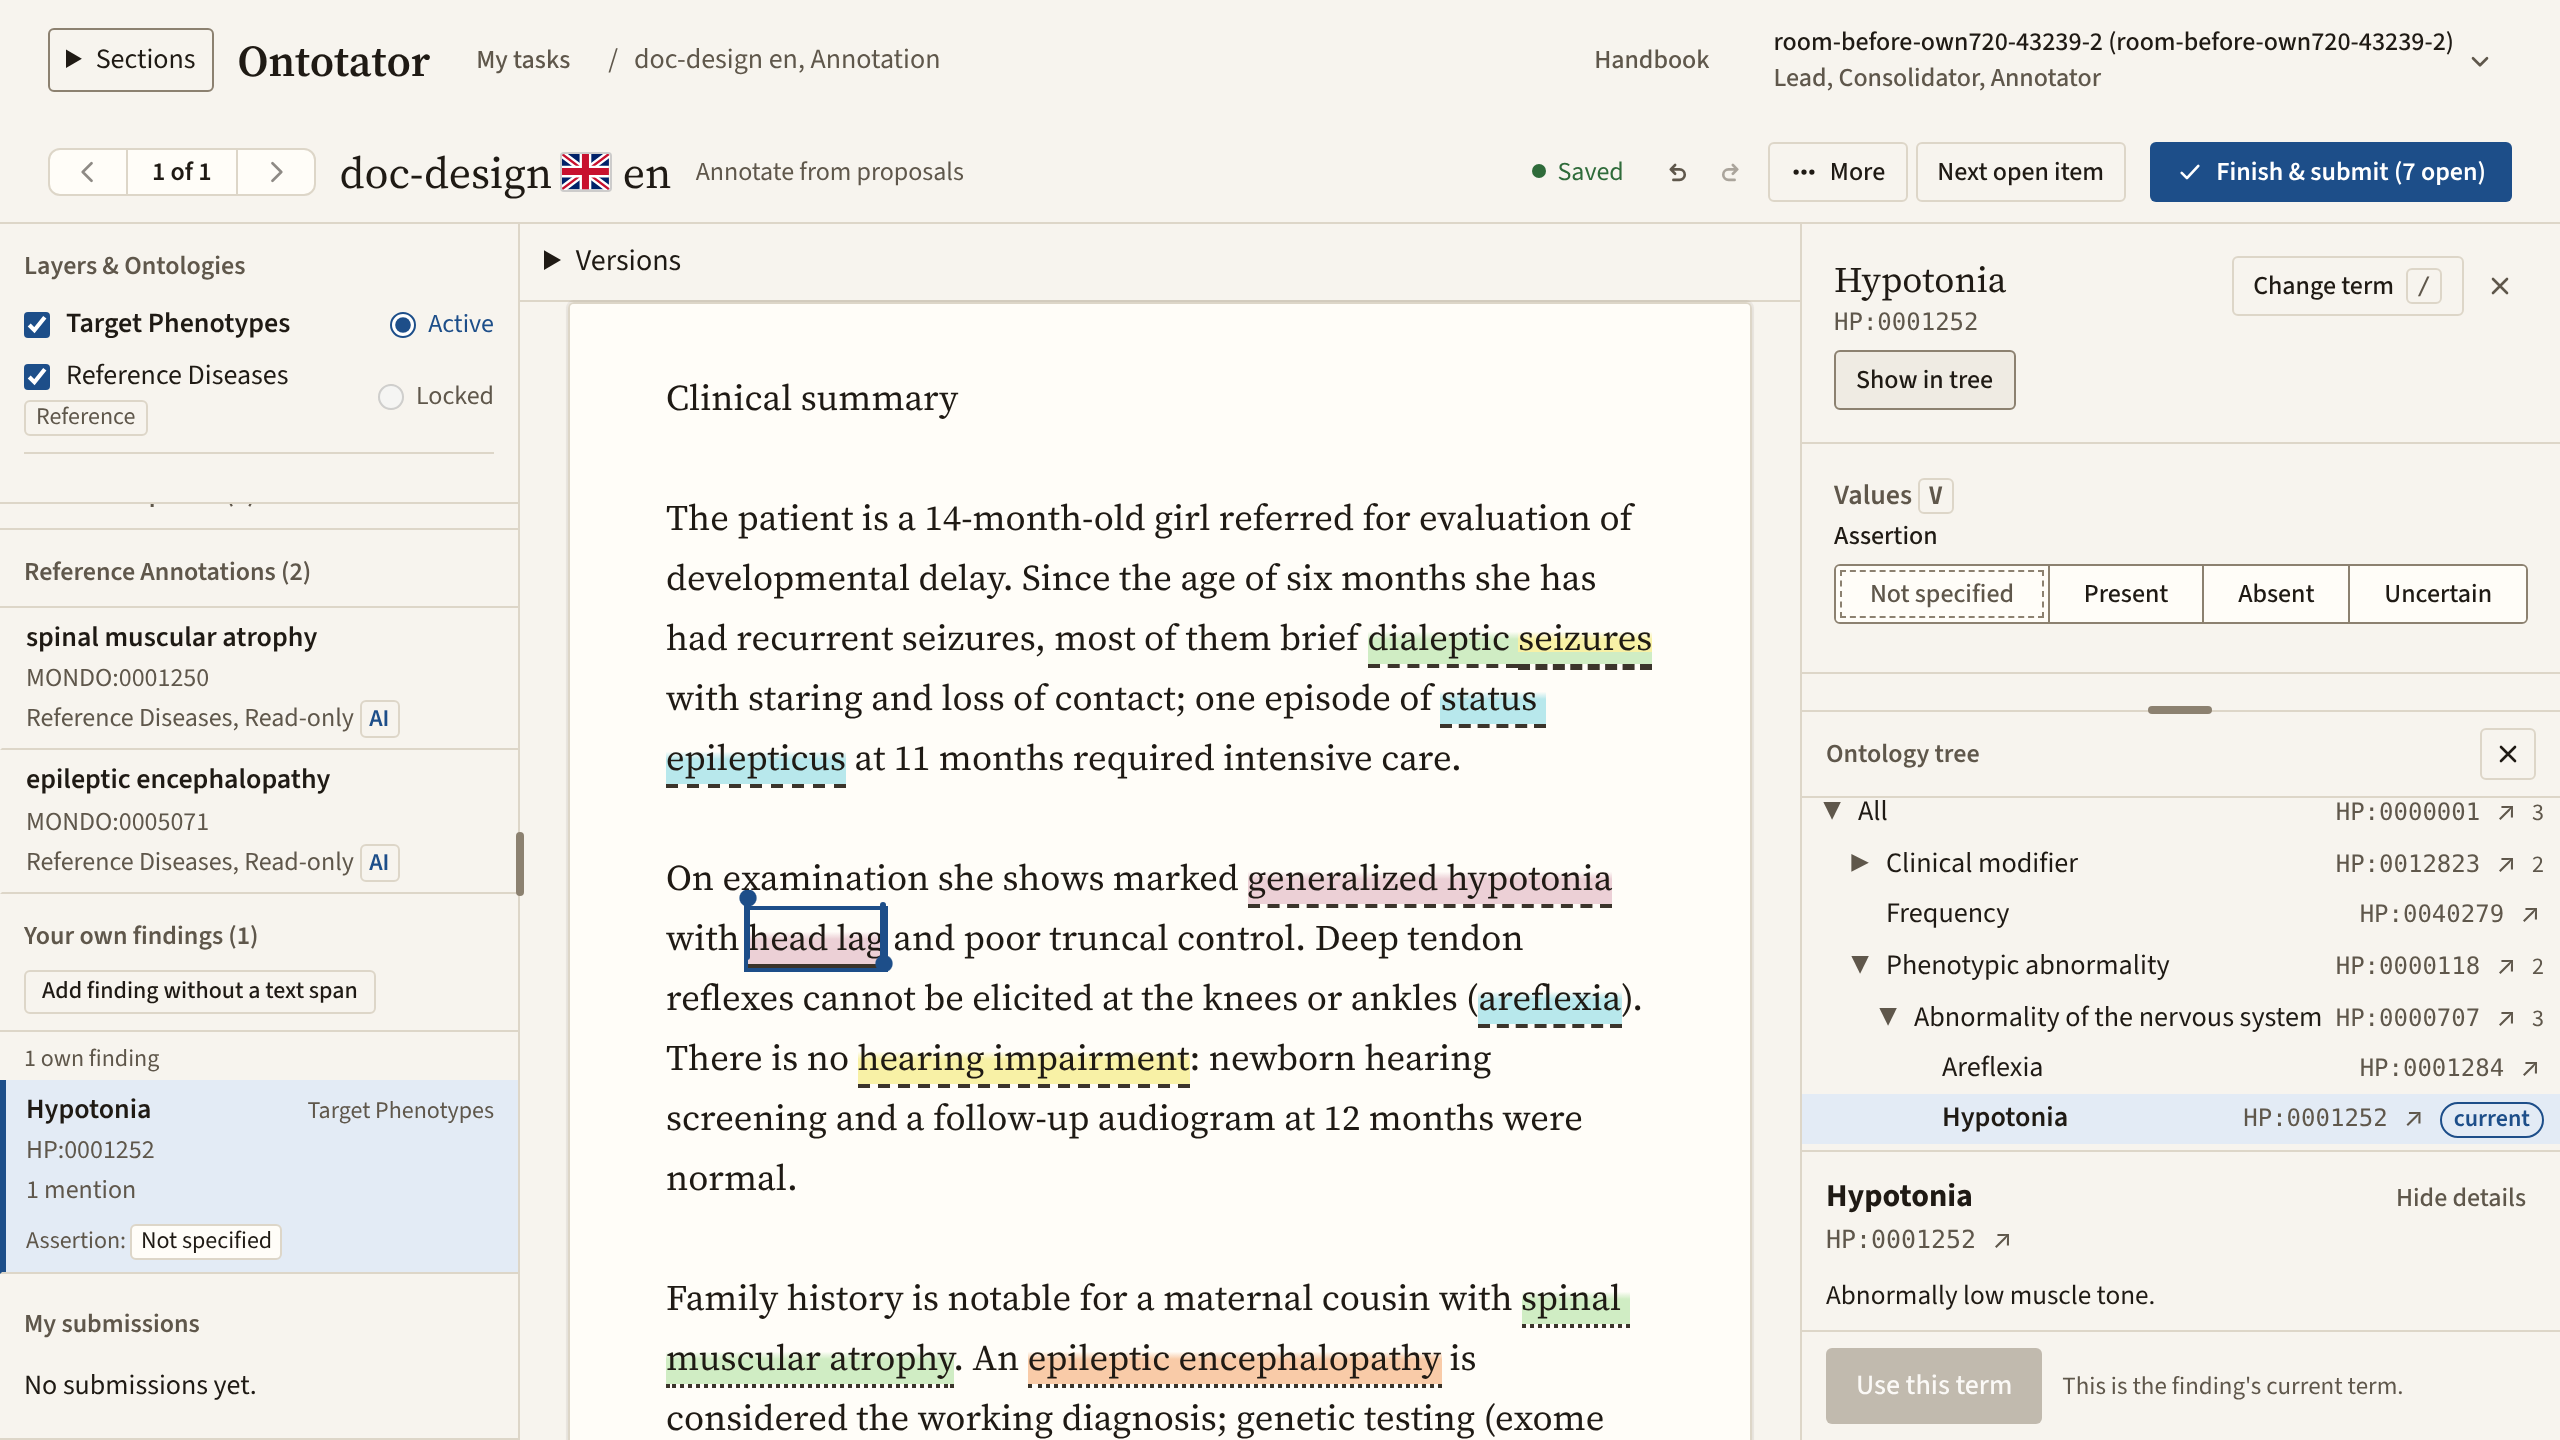 Sections
Ontotator
My tasks / doc-design en, Annotation
Handbook
room-before-own720-43239-2 (room-before-own720-43239-2)
Lead, Consolidator, Annotator
1 of 1
doc-design en
Annotate from proposals
Saved
More
Next open item
Finish & submit (7 open)
Layers & Ontologies
Target Phenotypes Active
Reference Diseases
Reference
Locked
Reference Annotations (2)
spinal muscular atrophy
MONDO:0001250
Reference Diseases, Read-only AI
epileptic encephalopathy
MONDO:0005071
Reference Diseases, Read-only AI
Your own findings (1)
Add finding without a text span
1 own finding
Hypotonia Target Phenotypes
HP:0001252
1 mention
Assertion: Not specified
My submissions
No submissions yet.
Versions
Clinical summary
The patient is a 14-month-old girl referred for evaluation of
developmental delay. Since the age of six months she has
had recurrent seizures, most of them brief dialeptic seizures
with staring and loss of contact; one episode of status
epilepticus at 11 months required intensive care.
On examination she shows marked generalized hypotonia
with head lag and poor truncal control. Deep tendon
reflexes cannot be elicited at the knees or ankles (areflexia).
There is no hearing impairment: newborn hearing
screening and a follow-up audiogram at 12 months were
normal.
Family history is notable for a maternal cousin with spinal
muscular atrophy. An epileptic encephalopathy is
considered the working diagnosis; genetic testing (exome
Hypotonia
HP:0001252
Change term /
Show in tree
Values V
Assertion
Not specified Present Absent Uncertain
Ontology tree
All HP:0000001 3
Clinical modifier HP:0012823 2
Frequency HP:0040279
Phenotypic abnormality HP:0000118 2
Abnormality of the nervous system HP:0000707 3
Areflexia HP:0001284
Hypotonia HP:0001252 current
Hypotonia
Hide details
HP:0001252
Abnormally low muscle tone.
Use this term
This is the finding's current term.